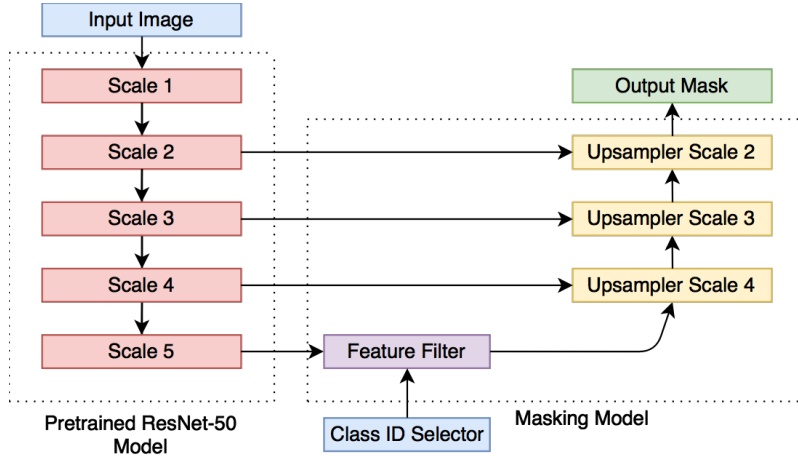 Input Image
Scale 1
Output Mask
Scale 2
Upsampler Scale 2
Scale 3
Upsampler Scale 3
Scale 4
Upsampler Scale 4
Scale 5
Feature Filter
Pretrained ResNet-50
Model
Class ID Selector
Masking Model